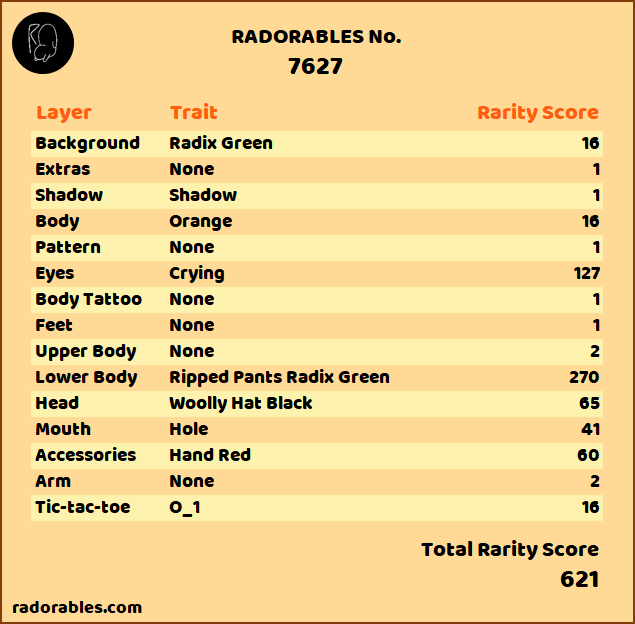 RADORABLES No.
7627
Layer Trait Rarity Score
Background Radix Green 16
Extras None 1
Shadow Shadow 1
Body Orange 16
Pattern None 1
Eyes Crying 127
Body Tattoo None 1
Feet None 1
Upper Body None 2
Lower Body Ripped Pants Radix Green 270
Head Woolly Hat Black 65
Mouth Hole 41
Accessories Hand Red 60
Arm None 2
Tic-tac-toe O_1 16
Total Rarity Score
621
radorables.com